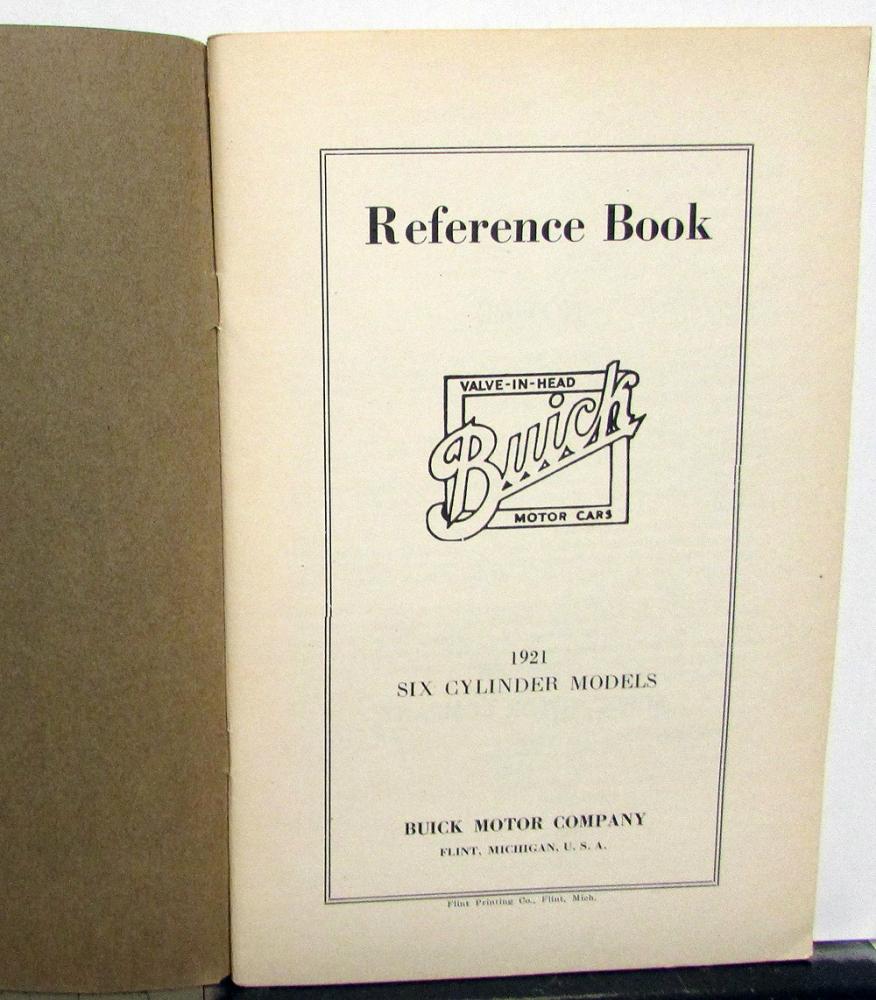 Reference Book
VALVE-IN-HEAD
Buick
MOTOR CARS
1921
SIX CYLINDER MODELS
BUICK MOTOR COMPANY
FLINT, MICHIGAN, U. S. A.
Flint Printing Co., Flint, Mich.